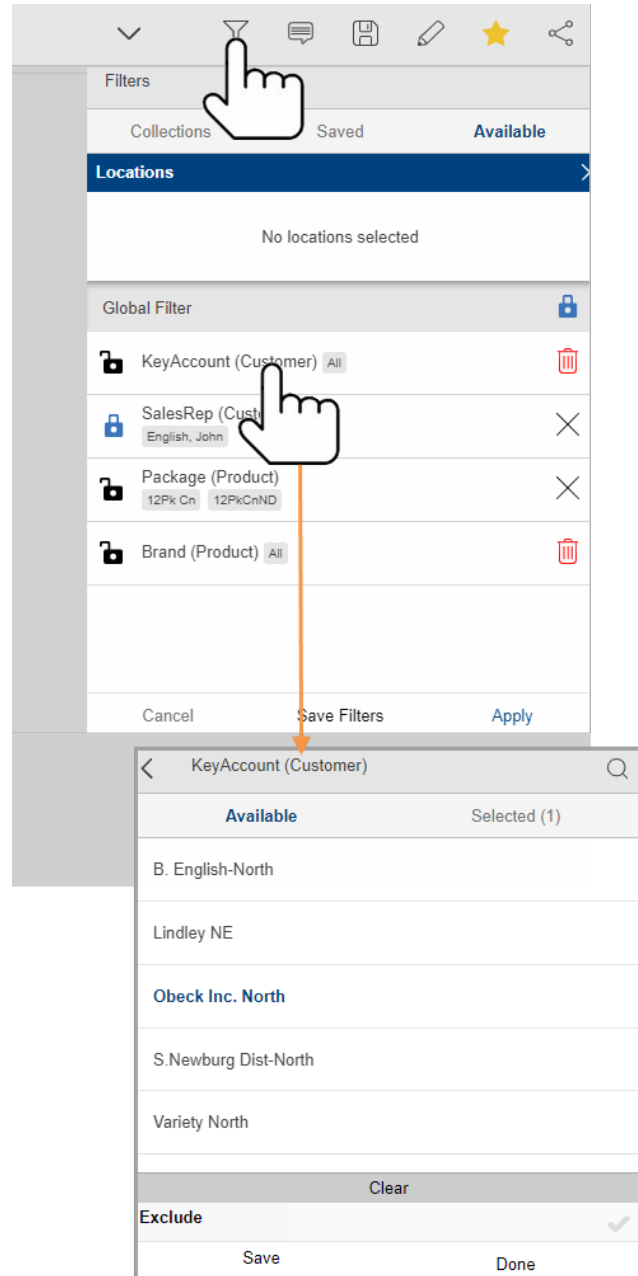 Filters
Collections Saved Available
Locations
No locations selected
Global Filter
KeyAccount (Customer) All
SalesRep (Custo
English, John
Package (Product)
12Pk Cn 12PkCnND
Brand (Product) All
Cancel Save Filters Apply
KeyAccount (Customer)
Available Selected (1)
B. English-North
Lindley NE
Obeck Inc. North
S.Newburg Dist-North
Variety North
Clear
Exclude
Save Done